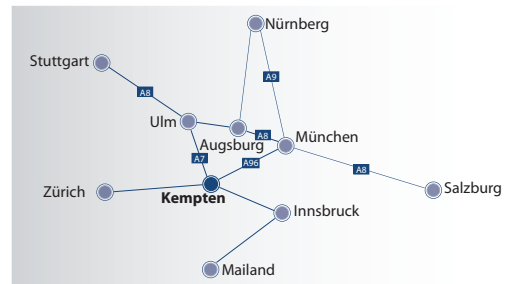 Nürnberg
Stuttgart
A9
A8
Ulm
A8
München
Augsburg
A7
A96
A8
Zürich
Kempten
Salzburg
Innsbruck
Mailand